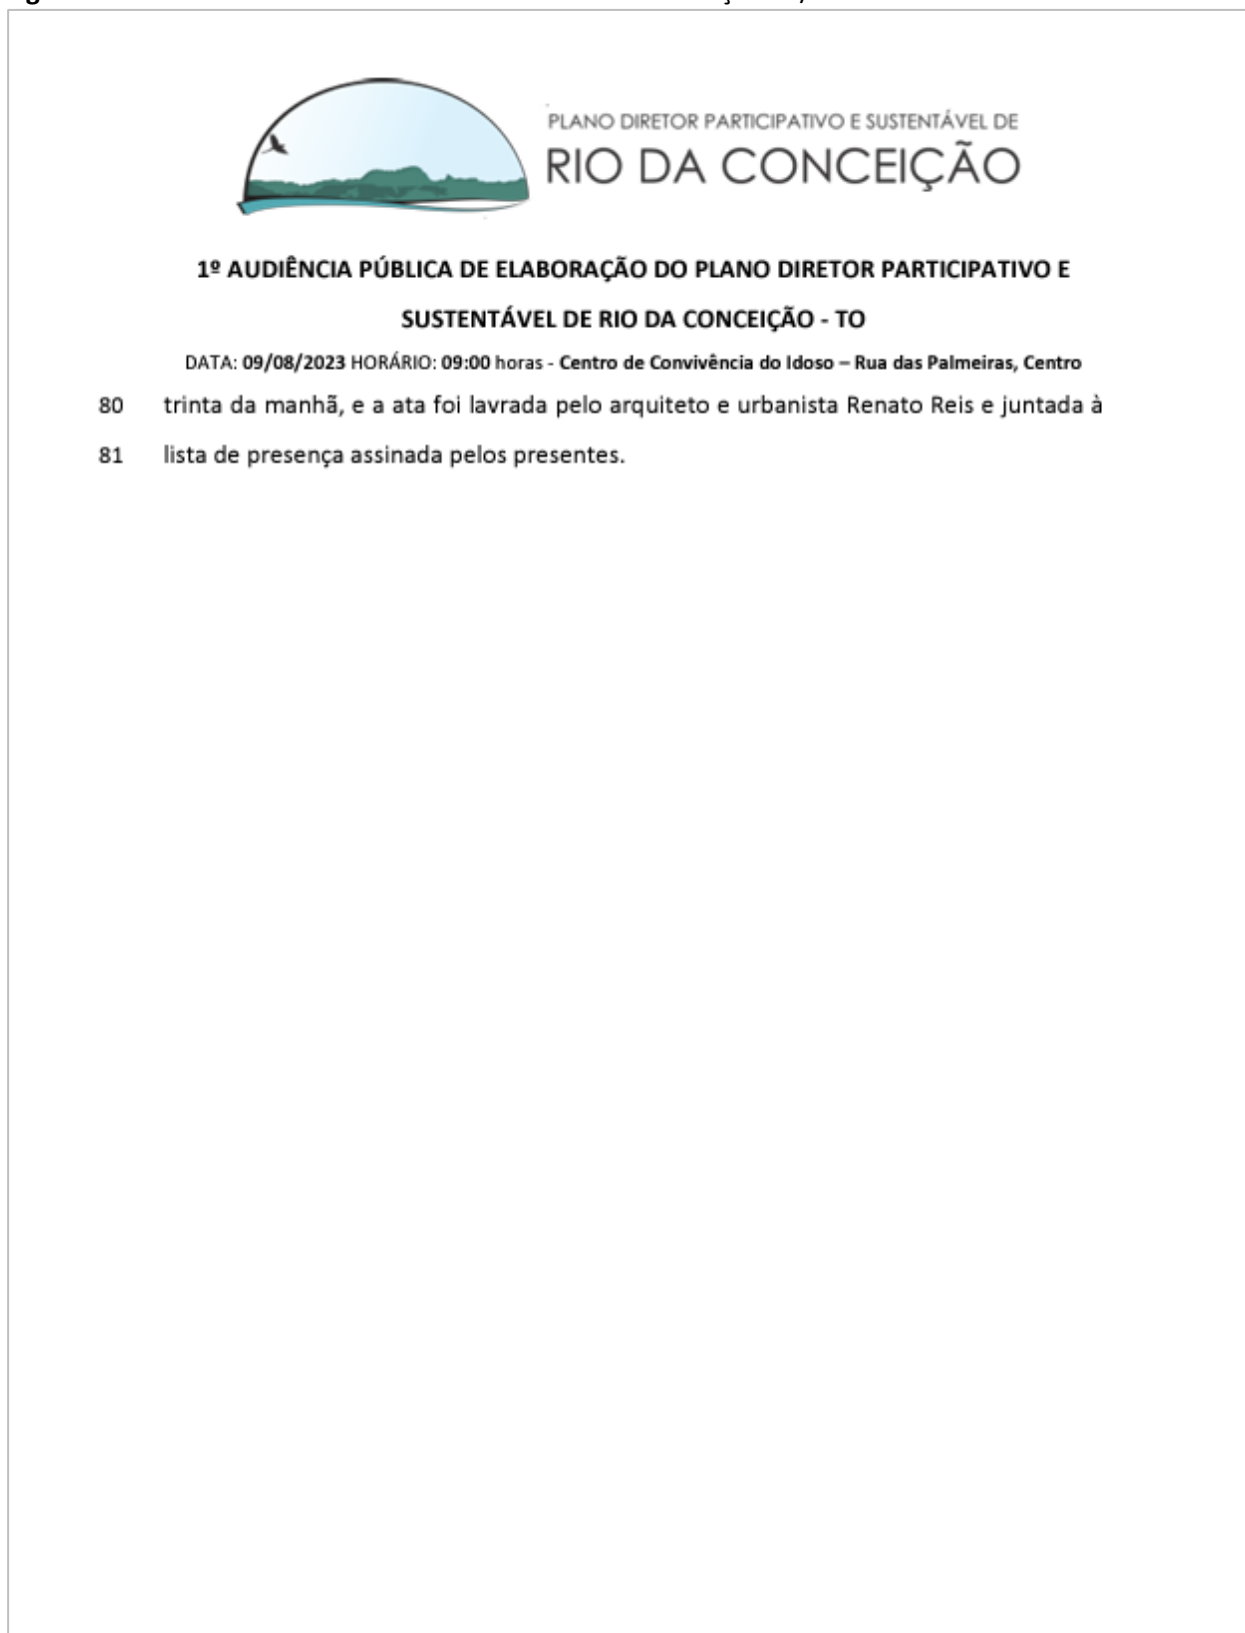 PLANO DIRETOR PARTICIPATIVO E SUSTENTÁVEL DE
RIO DA CONCEIÇÃO
1º AUDIÊNCIA PÚBLICA DE ELABORAÇÃO DO PLANO DIRETOR PARTICIPATIVO E
SUSTENTÁVEL DE RIO DA CONCEIÇÃO - TO
DATA: 09/08/2023 HORÁRIO: 09:00 horas - Centro de Convivência do Idoso – Rua das Palmeiras, Centro
80 trinta da manhã, e a ata foi lavrada pelo arquiteto e urbanista Renato Reis e juntada à
81 lista de presença assinada pelos presentes.